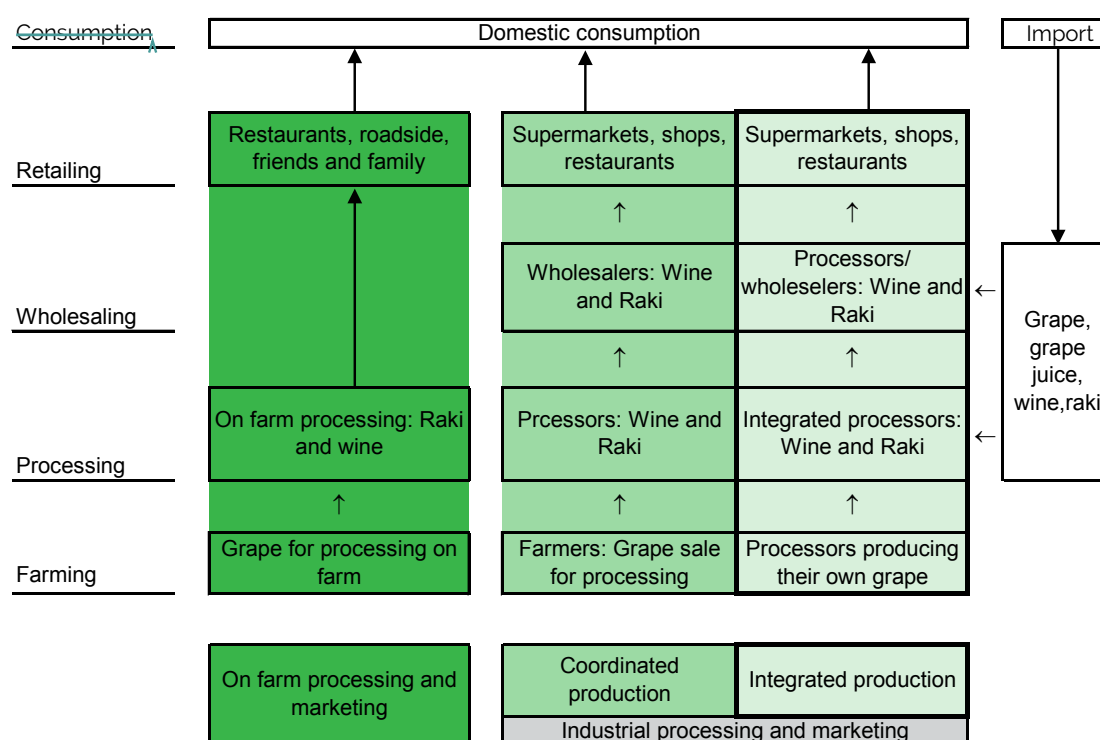 Consumption
Domestic consumption
Import
Retailing
Restaurants, roadside,
friends and family
Supermarkets, shops,
restaurants
Supermarkets, shops,
restaurants
↑
↑
Wholesaling
Wholesalers: Wine
and Raki
Processors/
wholeselers: Wine and
Raki
←
Grape,
grape
juice,
wine,raki
↑
↑
Processing
On farm processing: Raki
and wine
Prcessors: Wine and
Raki
Integrated processors:
Wine and Raki
←
↑
↑
↑
Farming
Grape for processing on
farm
Farmers: Grape sale
for processing
Processors producing
their own grape
On farm processing and
marketing
Coordinated
production
Integrated production
Industrial processing and marketing